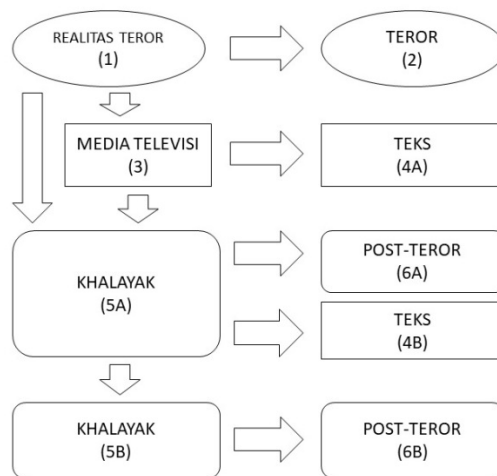 REALITAS TEROR
(1)
TEROR
(2)
MEDIA TELEVISI
(3)
TEKS
(4A)
KHALAYAK
(5A)
POST-TEROR
(6A)
TEKS
(4B)
KHALAYAK
(5B)
POST-TEROR
(6B)